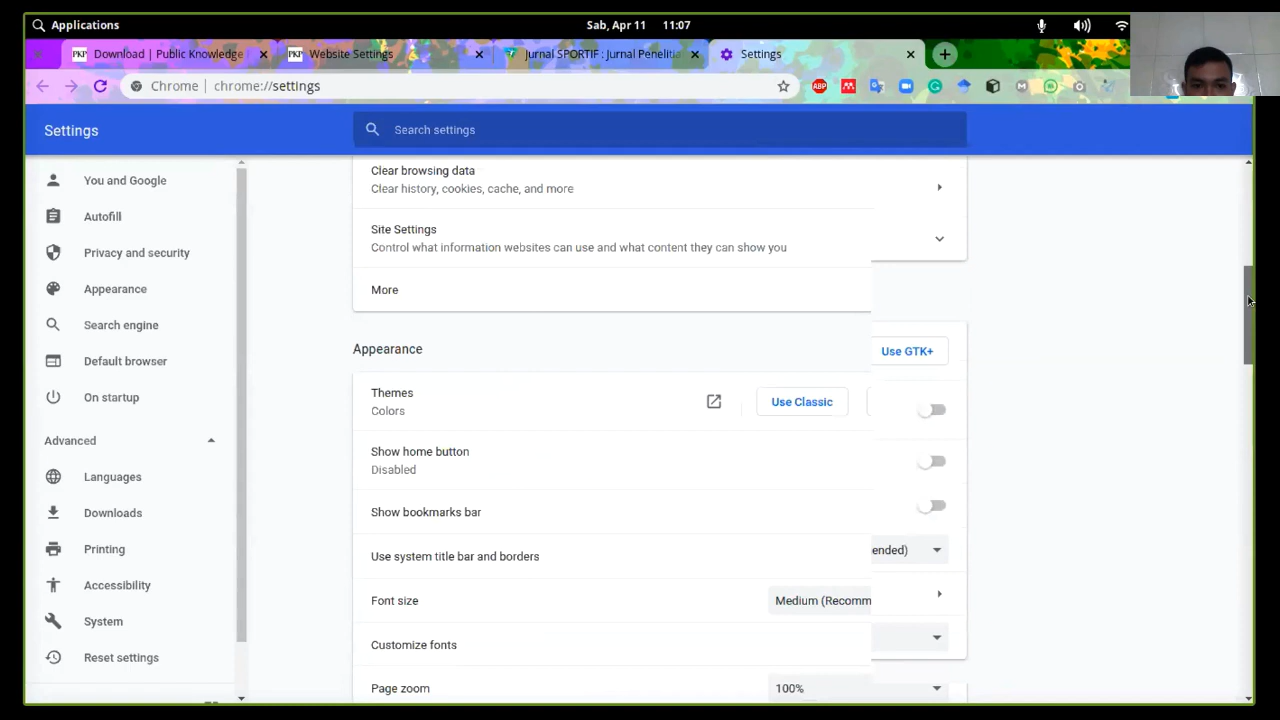 Applications
Sab, Apr 11 11:07
PKP Download | Public Knowledge
PKP Website Settings
Jurnal SPORTIF : Jurnal Penelitia
Settings
Chrome | chrome://settings
ABP
Settings
Search settings
You and Google
Autofill
Privacy and security
Appearance
Search engine
Default browser
On startup
Advanced
Languages
Downloads
Printing
Accessibility
System
Reset settings
Clear browsing data
Clear history, cookies, cache, and more
Site Settings
Control what information websites can use and what content they can show you
More
Appearance
Use GTK+
Themes
Colors
Use Classic
Show home button
Disabled
Show bookmarks bar
Use system title bar and borders
ended)
Font size
Medium (Recomm
Customize fonts
Page zoom
100%